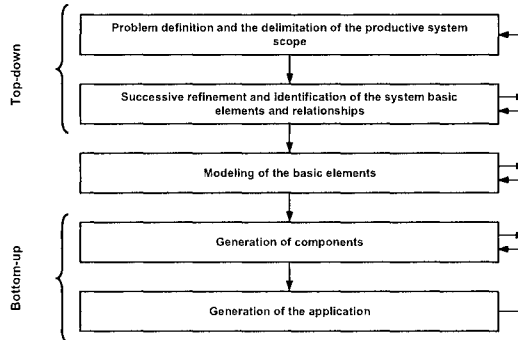 Top-down
Problem definition and the delimitation of the productive system
scope
Successive refinement and identification of the system basic
elements and relationships
Modeling of the basic elements
Bottom-up
Generation of components
Generation of the application